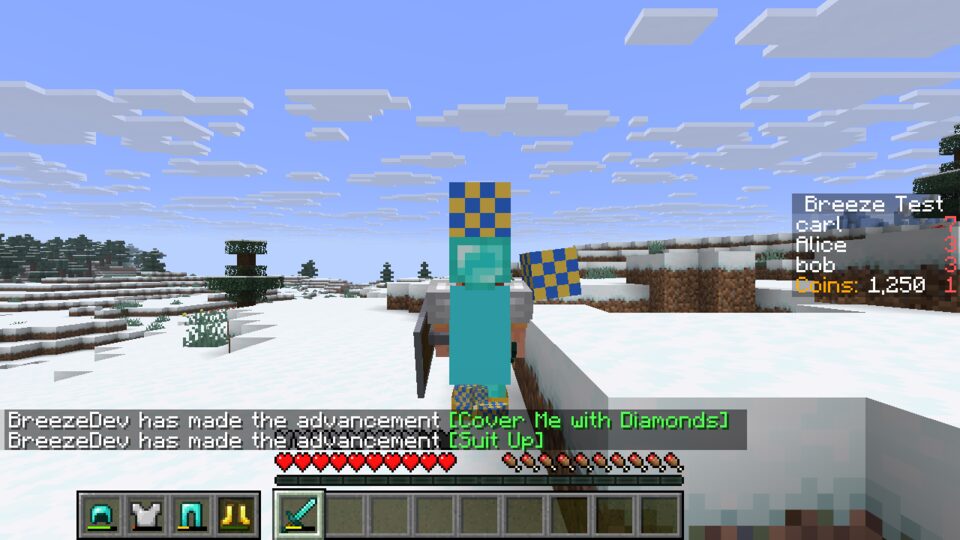 Breeze Test
carl 7
Alice 3
bob 3
Coins: 1,250 1
BreezeDev has made the advancement [Cover Me with Diamonds]
BreezeDev has made the advancement [Suit Up]